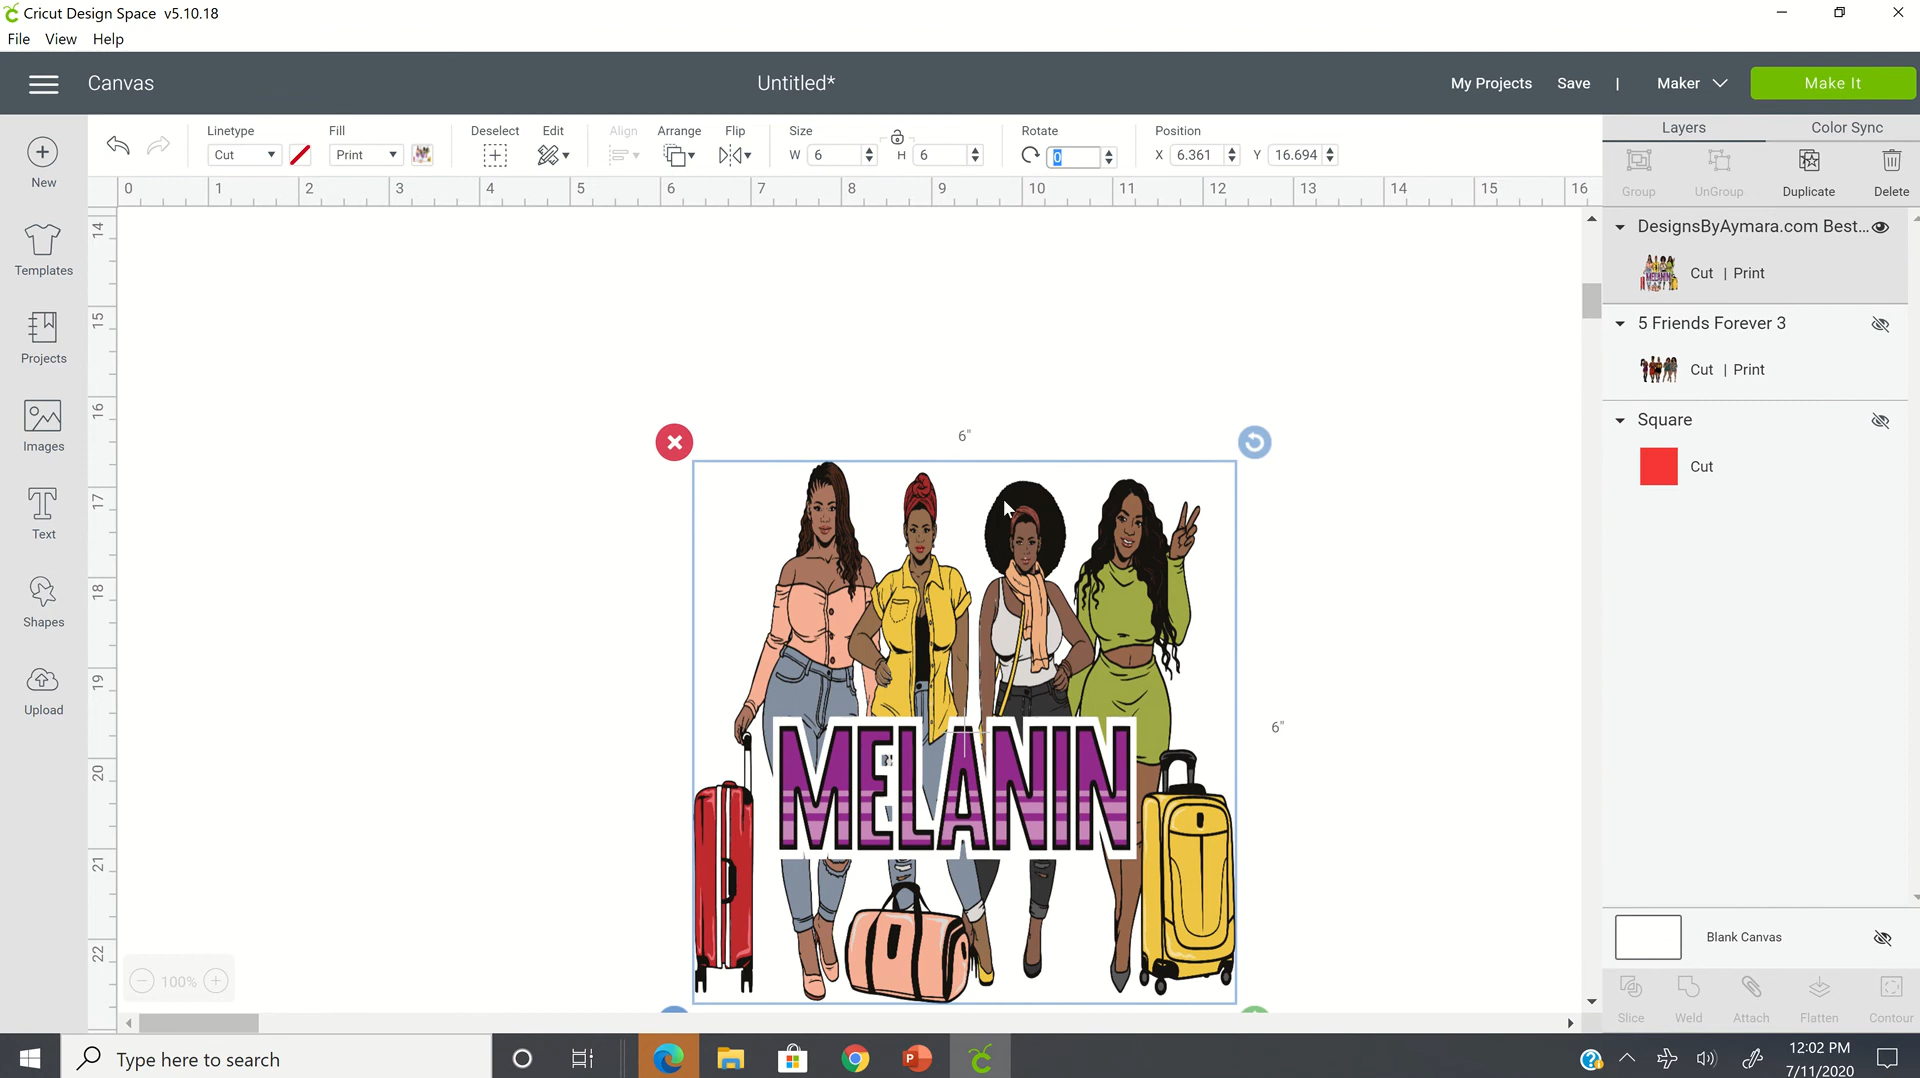 Cricut Design Space v5.10.18
File View Help
Canvas
Untitled*
My Projects Save | Maker Make It
Linetype
Cut
Fill
Print
Deselect
Edit
Align
Arrange
Flip
Size
W 6
H 6
Rotate
0
Position
X 6.361
Y 16.694
Layers
Color Sync
Group
UnGroup
Duplicate
Delete
New
Templates
Projects
Images
Text
Shapes
Upload
0 1 2 3 4 5 6 7 8 9 10 11 12 13 14 15 16
14
15
16
17
18
19
20
21
22
6"
6"
MELANIN
100%
DesignsByAymara.com Best...
Cut | Print
5 Friends Forever 3
Cut | Print
Square
Cut
Blank Canvas
Slice
Weld
Attach
Flatten
Contour
Type here to search
12:02 PM
7/11/2020